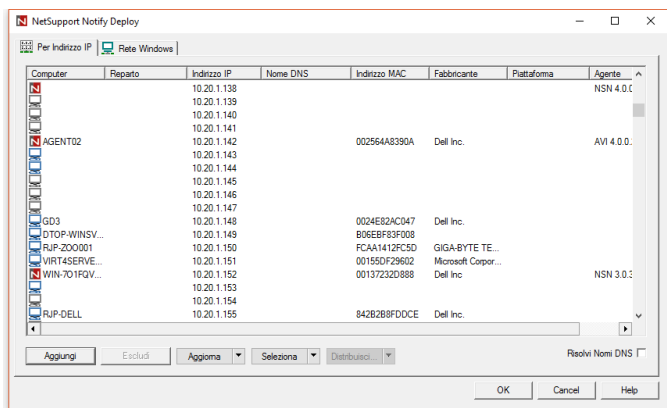 NetSupport Notify Deploy
Per Indirizzo IP Rete Windows
Computer Reparto Indirizzo IP Nome DNS Indirizzo MAC Fabbricante Piattaforma Agente
10.20.1.138 NSN 4.0.0
10.20.1.139
10.20.1.140
10.20.1.141
AGENT02 10.20.1.142 002564A8390A Dell Inc. AVI 4.0.0.
10.20.1.143
10.20.1.144
10.20.1.145
10.20.1.146
10.20.1.147
GD3 10.20.1.148 0024E82AC047 Dell Inc.
DTOP-WINSV... 10.20.1.149 B06EBF83F008
RJP-ZOO001 10.20.1.150 FCAA1412FC5D GIGA-BYTE TE...
VIRT4SERVE... 10.20.1.151 00155DF29602 Microsoft Corpor...
WIN-7O1FQV... 10.20.1.152 00137232D888 Dell Inc NSN 3.0.3
10.20.1.153
10.20.1.154
RJP-DELL 10.20.1.155 842B2B8FDDCE Dell Inc.
Aggiungi Escludi Aggiorna Seleziona Distribuisci... Risolvi Nomi DNS
OK Cancel Help